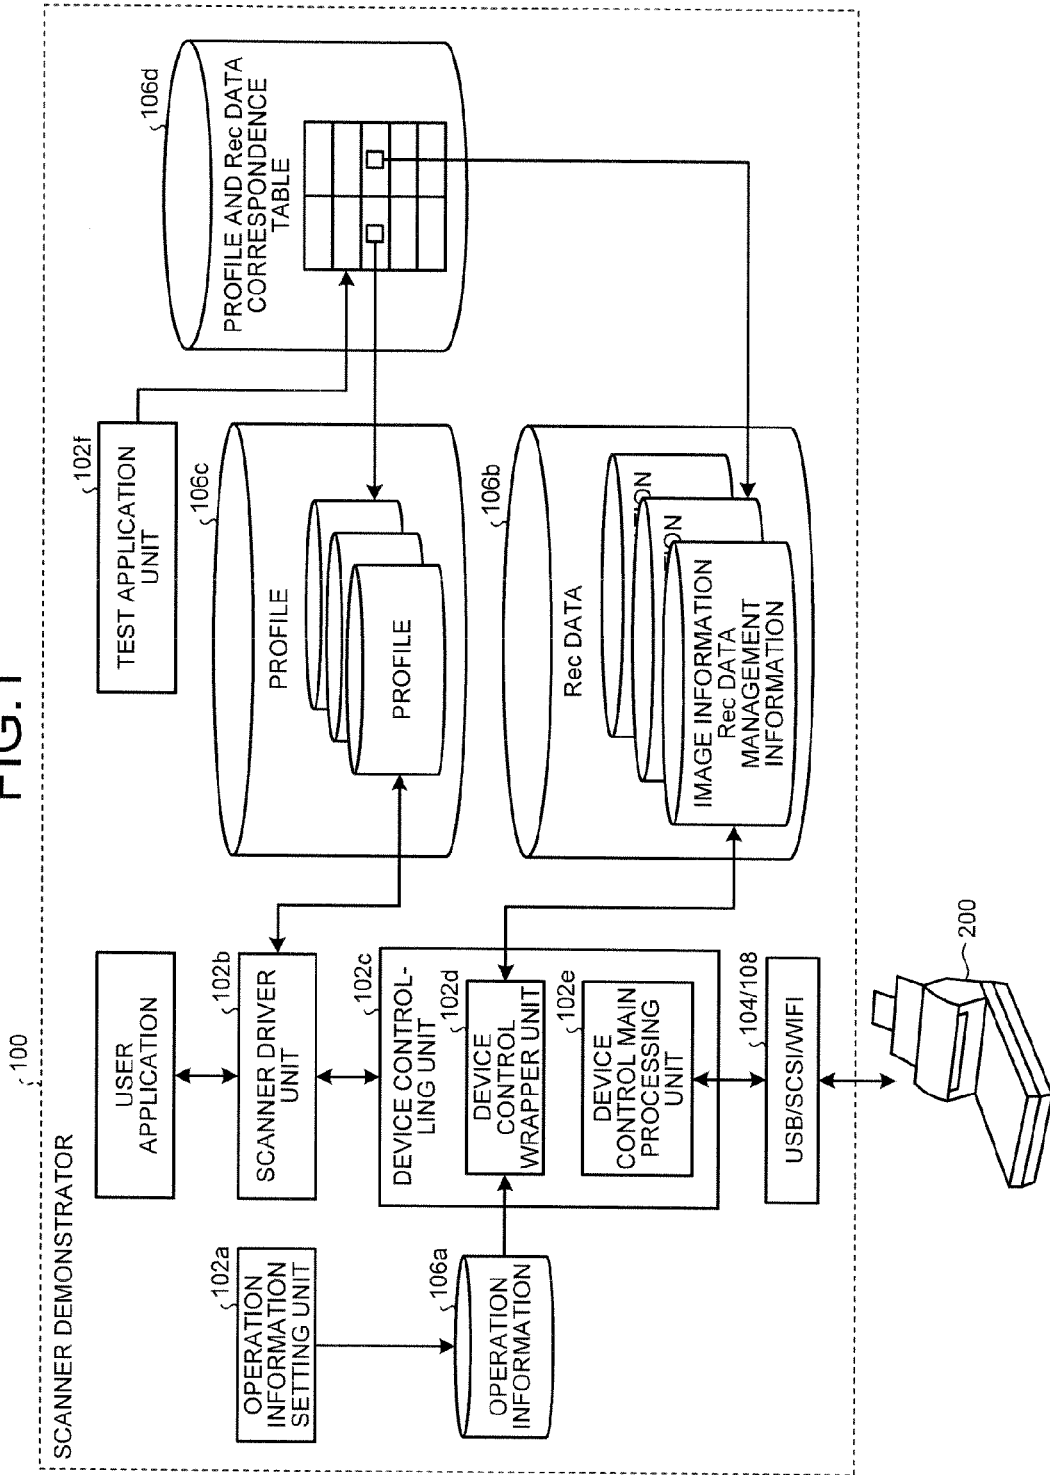 FIG. 1
100
SCANNER DEMONSTRATOR
USER
APPLICATION
102b
SCANNER DRIVER
UNIT
102a
OPERATION
INFORMATION
SETTING UNIT
106a
OPERATION
INFORMATION
102c
DEVICE CONTROL-
LING UNIT
102d
DEVICE
CONTROL
WRAPPER UNIT
102e
DEVICE
CONTROL MAIN
PROCESSING
UNIT
104/108
USB/SCSI/WIFI
200
102f
TEST APPLICATION
UNIT
106c
PROFILE
PROFILE
106b
Rec DATA
IMAGE INFORMATION
Rec DATA
MANAGEMENT
INFORMATION
106d
PROFILE AND Rec DATA
CORRESPONDENCE
TABLE